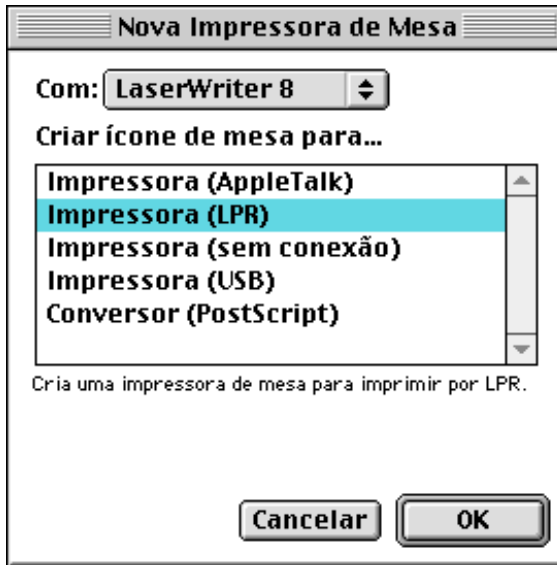 Nova Impressora de Mesa
Com: LaserWriter 8
Criar ícone de mesa para...
Impressora (AppleTalk)
Impressora (LPR)
Impressora (sem conexão)
Impressora (USB)
Conversor (PostScript)
Cria uma impressora de mesa para imprimir por LPR.
Cancelar OK